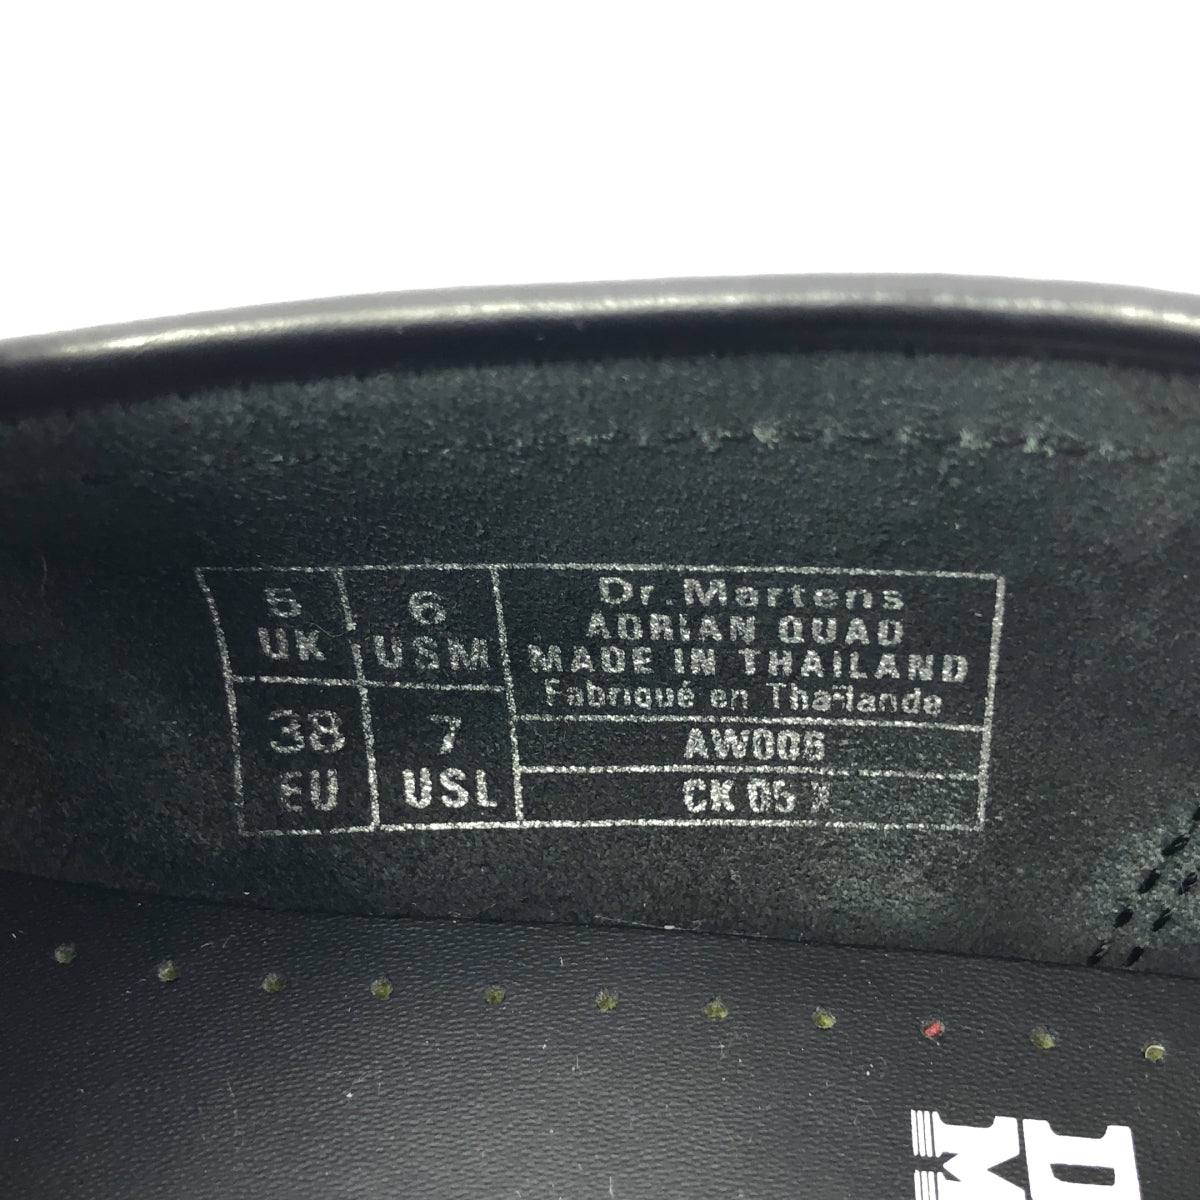 5
UK
6
USM
38
EU
7
USL
Dr.Martens
ADRIAN QUAD
MADE IN THAILAND
Fabriqué en Thaïlande
AW006
CK 05 X
D
M